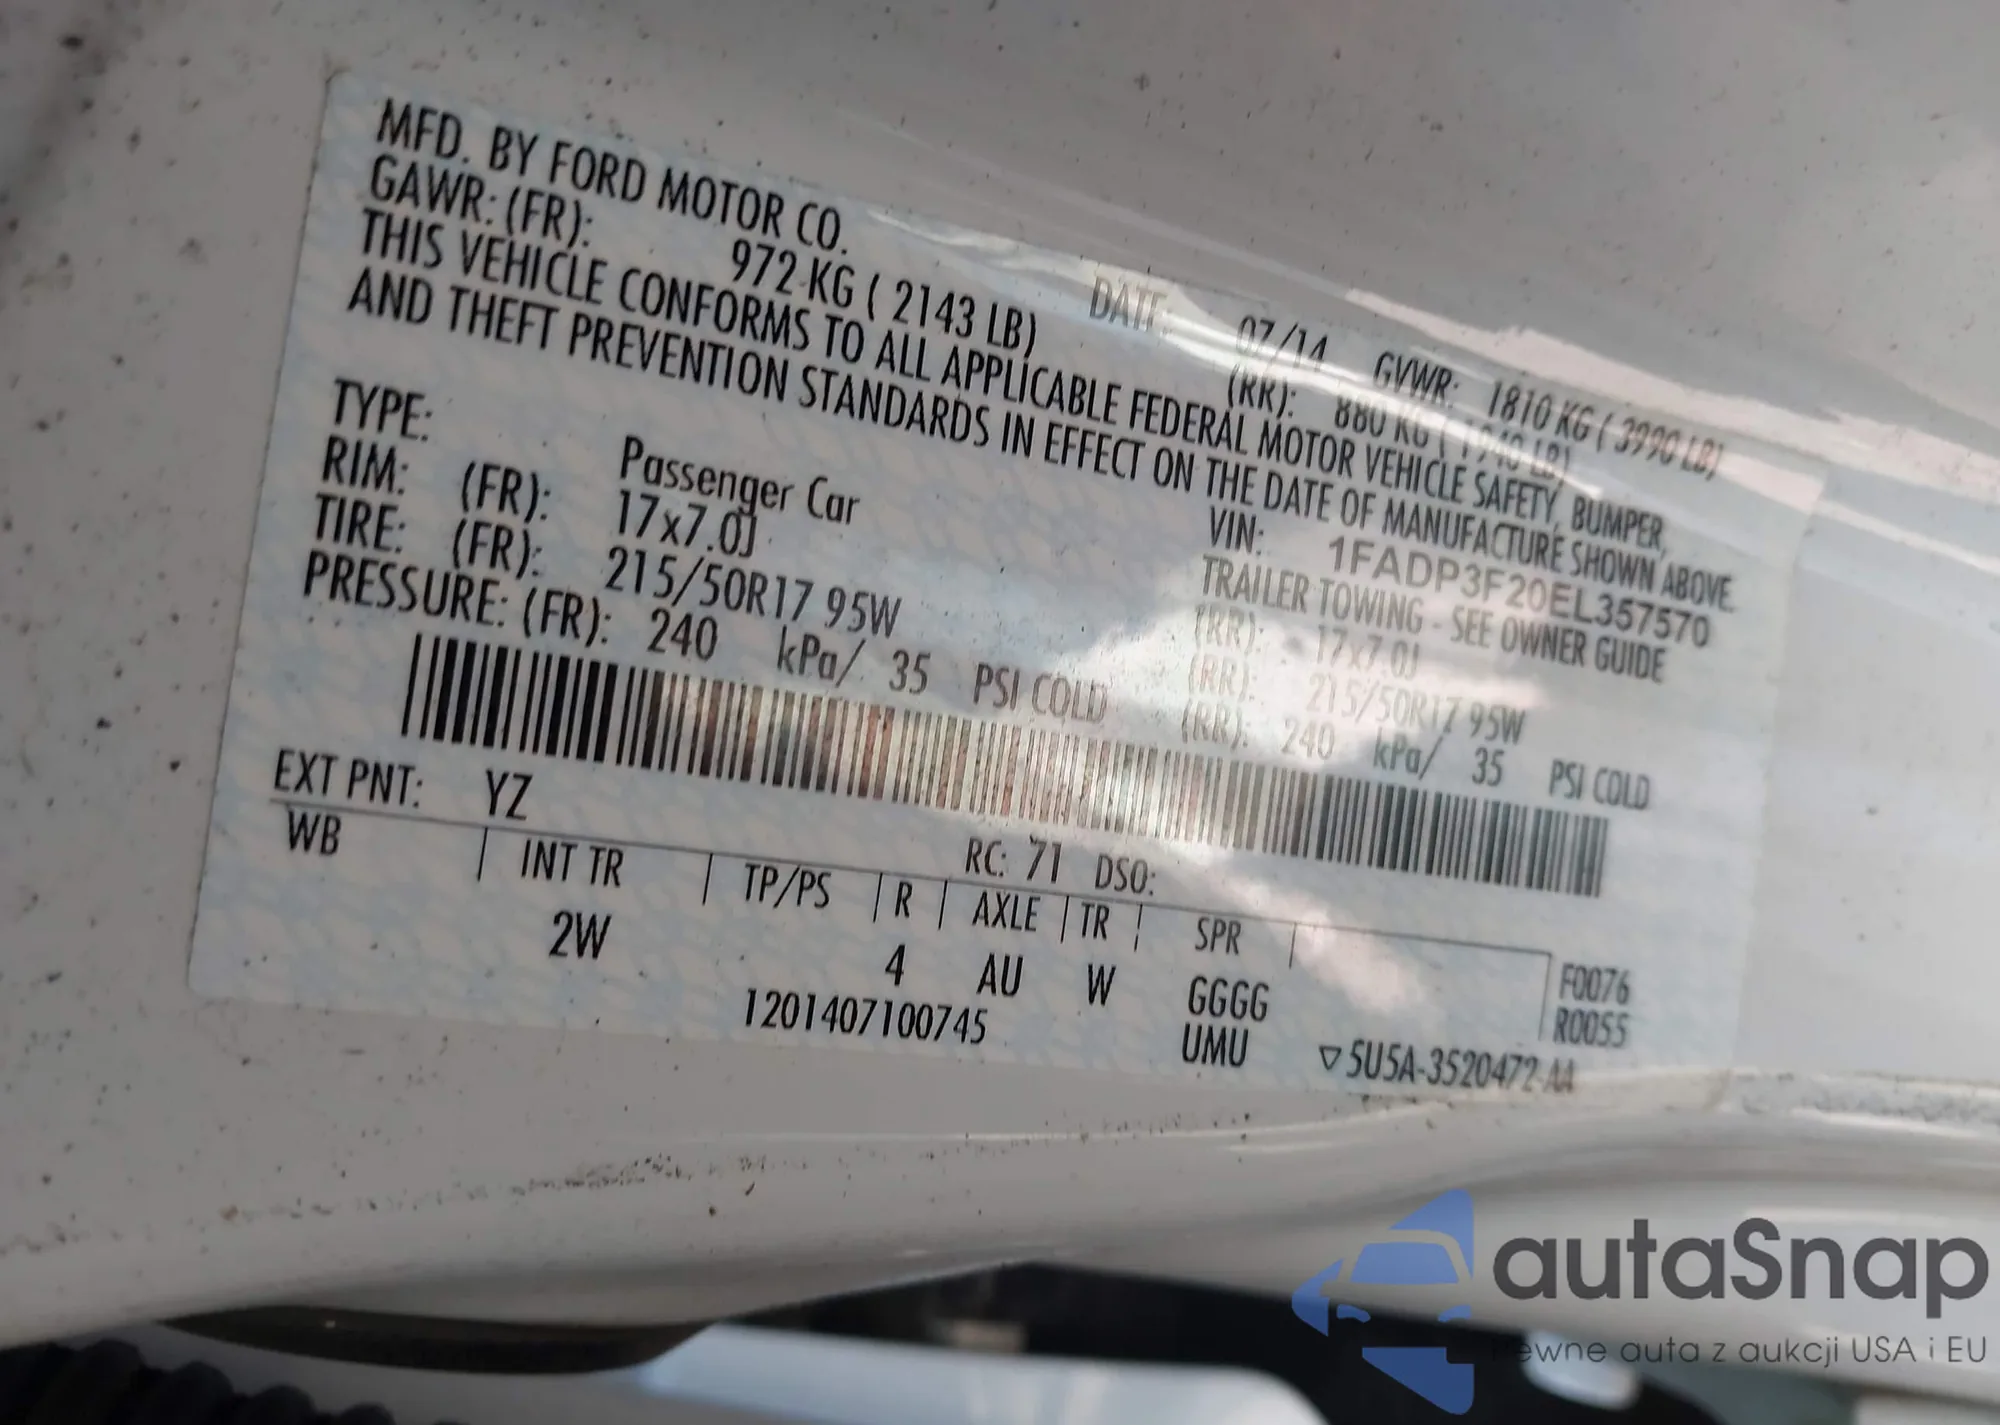 MFD. BY FORD MOTOR CO.
DATE: 07/14 GVWR: 1810 KG ( 3990 LB)
GAWR: (FR): 972 KG ( 2143 LB) (RR): 880 KG ( 1940 LB)
THIS VEHICLE CONFORMS TO ALL APPLICABLE FEDERAL MOTOR VEHICLE SAFETY, BUMPER,
AND THEFT PREVENTION STANDARDS IN EFFECT ON THE DATE OF MANUFACTURE SHOWN ABOVE.
VIN: 1FADP3F20EL357570
TYPE: Passenger Car TRAILER TOWING - SEE OWNER GUIDE
RIM: (FR): 17x7.0J (RR): 17x7.0J
TIRE: (FR): 215/50R17 95W (RR): 215/50R17 95W
PRESSURE: (FR): 240 kPa/ 35 PSI COLD (RR): 240 kPa/ 35 PSI COLD
EXT PNT: YZ RC: 71 DSO:
WB | INT TR | TP/PS | R | AXLE | TR | SPR |
2W 4 AU W GGGG F0076
1201407100745 UMU R0055
▽5U5A-3520472-AA
autaSnap
ewne auta z aukcji USA i EU